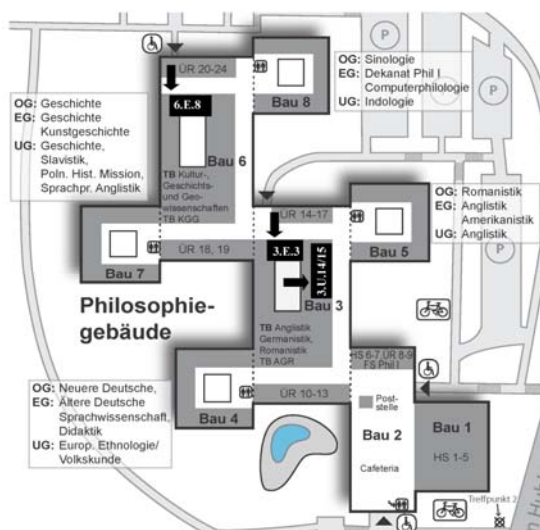 P
P
P
ÜR 20-24
OG: Sinologie
EG: Dekanat Phil I
Computerphilologie
UG: Indologie
Bau 8
OG: Geschichte
EG: Geschichte
Kunstgeschichte
UG: Geschichte,
Slavistik,
Poln. Hist. Mission,
Sprachpr. Anglistik
6.E.8
Bau 6
TB Kultur-,
Geschichts-
und Geo-
wissenschaften
TB KGG
OG: Romanistik
EG: Anglistik
Amerikanistik
UG: Anglistik
ÜR 14-17
Bau 5
ÜR 18, 19
Bau 7
3.E.3
3.U.14/15
Bau 3
Philosophie-
gebäude
TB Anglistik
Germanistik,
Romanistik
TB AGR
HS 6-7, ÜR 8-9
FS Phil I
OG: Neuere Deutsche,
EG: Ältere Deutsche
Sprachwissenschaft,
Didaktik
UG: Europ. Ethnologie/
Volkskunde
ÜR 10-13
Bau 4
Post-
stelle
Bau 2
Cafeteria
Bau 1
HS 1-5
Treffpunkt 2